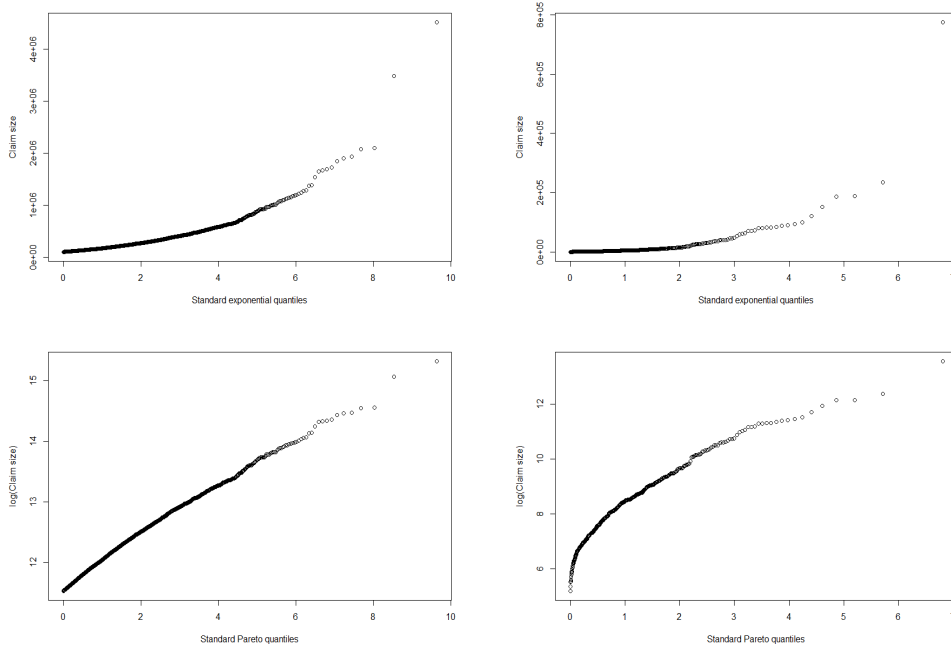 4e+06
3e+06
2e+06
1e+06
0e+00
Claim size
0 2 4 6 8 10
Standard exponential quantiles
8e+05
6e+05
4e+05
2e+05
0e+00
Claim size
0 1 2 3 4 5 6
Standard exponential quantiles
15
14
13
12
log(Claim size)
0 2 4 6 8 10
Standard Pareto quantiles
12
10
8
6
log(Claim size)
0 1 2 3 4 5 6
Standard Pareto quantiles